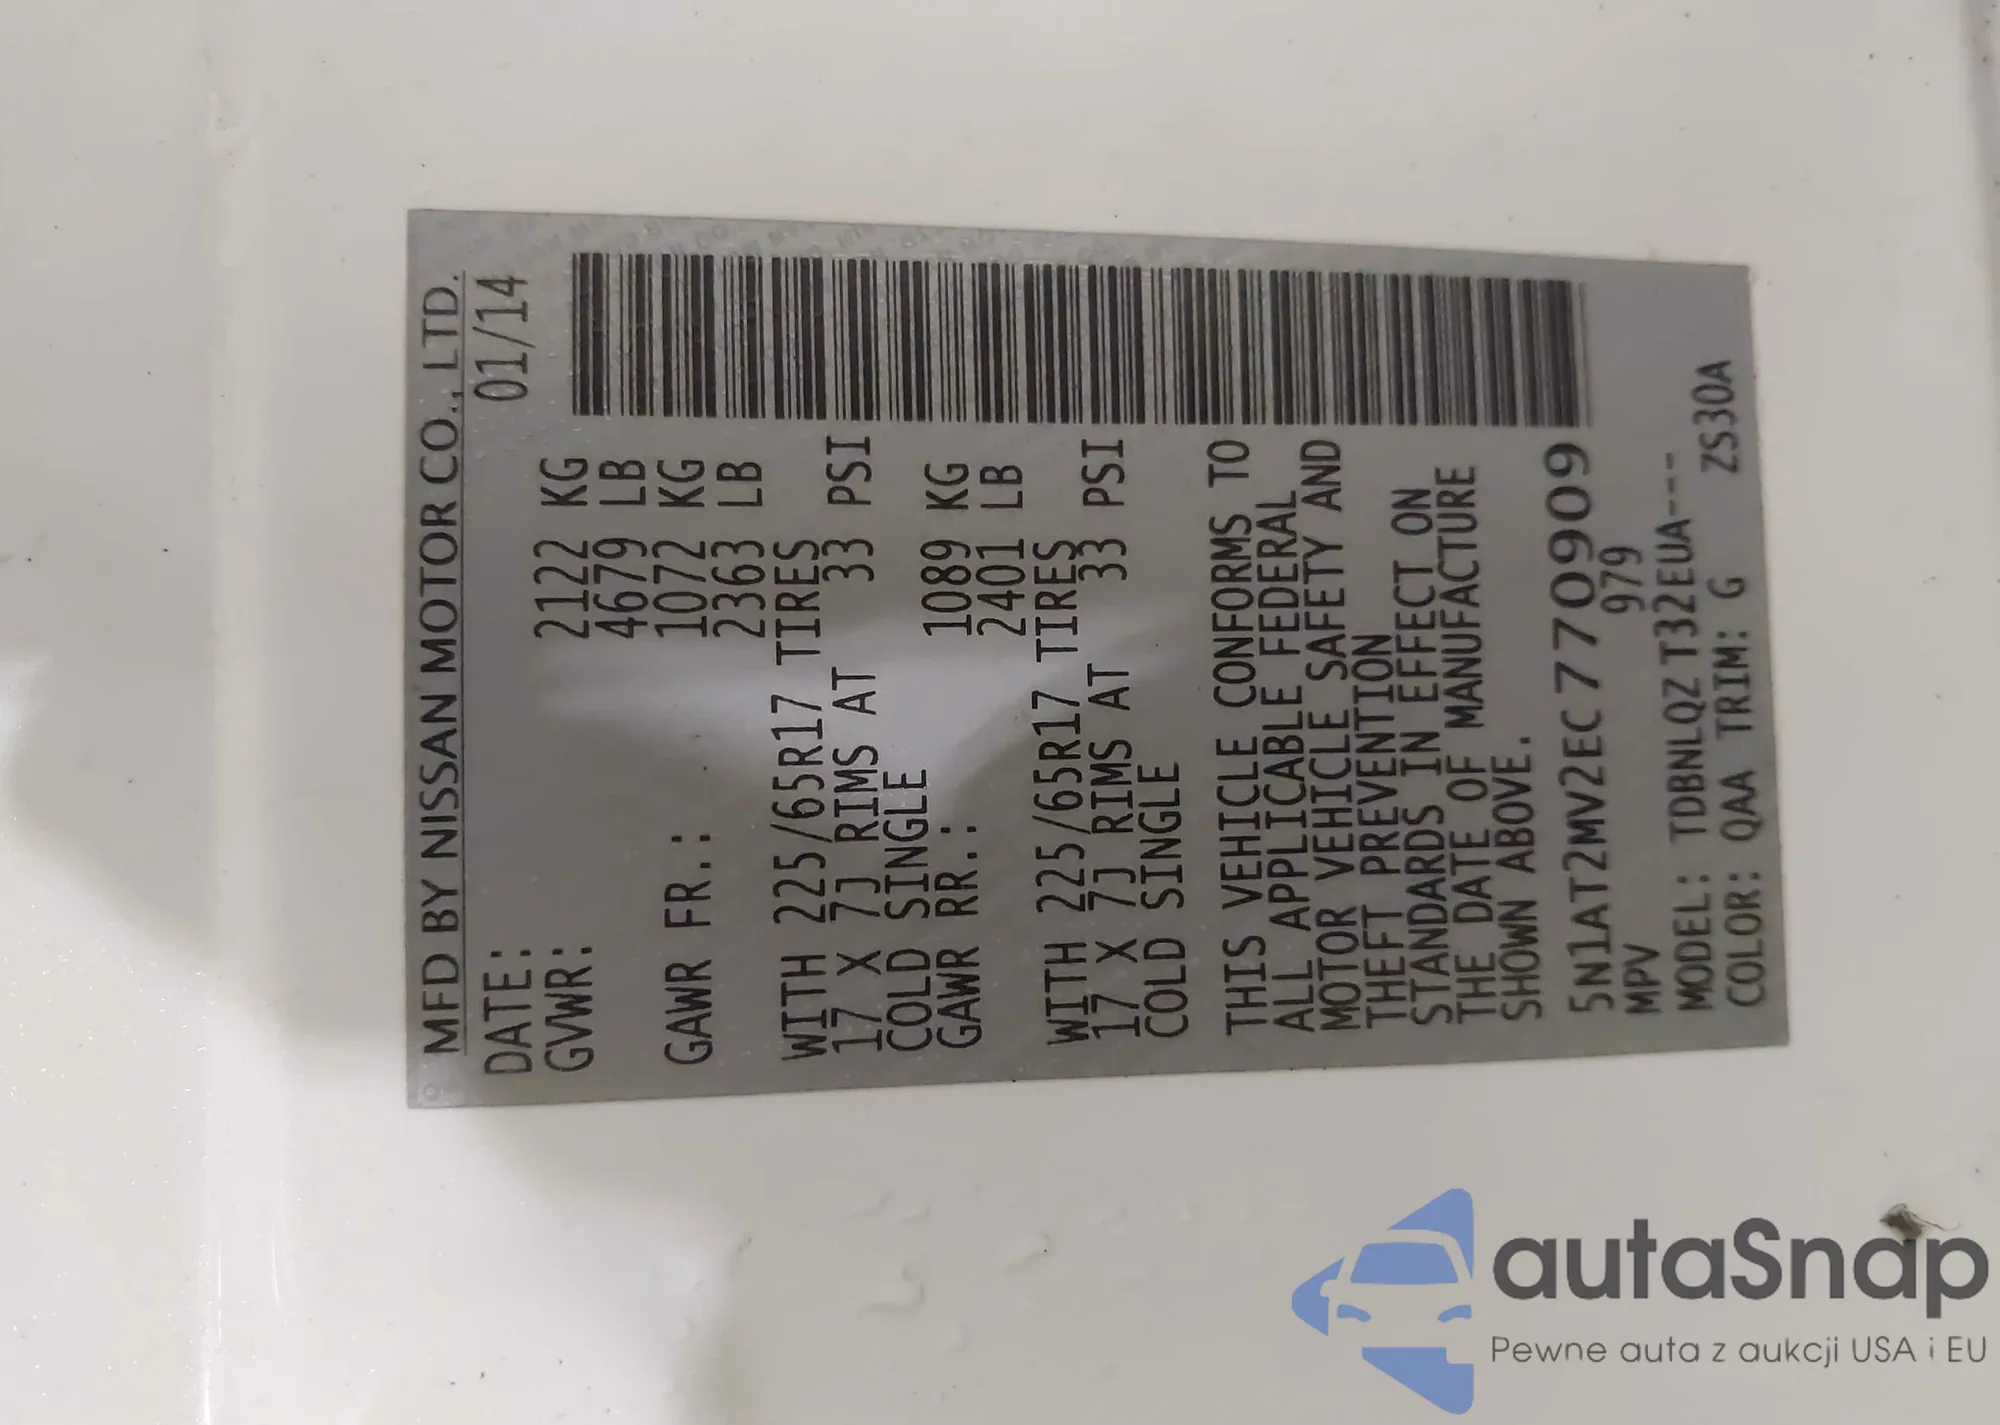 MFD BY NISSAN MOTOR CO., LTD.
DATE: 01/14
GVWR: 2122 KG
4679 LB
GAWR FR.: 1072 KG
2363 LB
WITH 225/65R17 TIRES
17 X 7J RIMS AT 33 PSI
COLD SINGLE
GAWR RR.: 1089 KG
2401 LB
WITH 225/65R17 TIRES
17 X 7J RIMS AT 33 PSI
COLD SINGLE
THIS VEHICLE CONFORMS TO
ALL APPLICABLE FEDERAL
MOTOR VEHICLE SAFETY AND
THEFT PREVENTION
STANDARDS IN EFFECT ON
THE DATE OF MANUFACTURE
SHOWN ABOVE.
5N1AT2MV2EC770909
MPV 979
MODEL: TDBNLQZ T32EUA---
COLOR: QAA TRIM: G ZS30A
autaSnap
Pewne auta z aukcji USA i EU